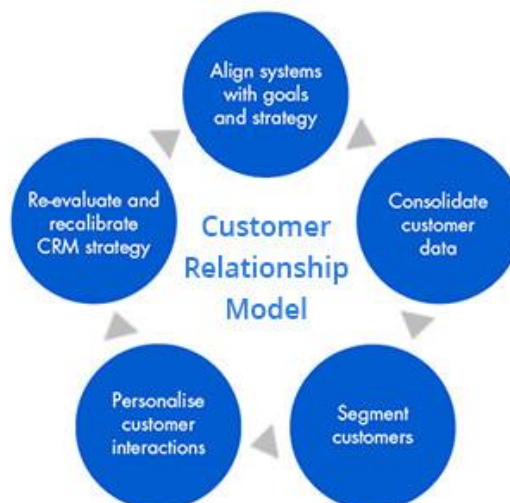 Align systems
with goals
and strategy
Consolidate
customer
data
Segment
customers
Personalise
customer
interactions
Re-evaluate and
recalibrate
CRM strategy
Customer
Relationship
Model